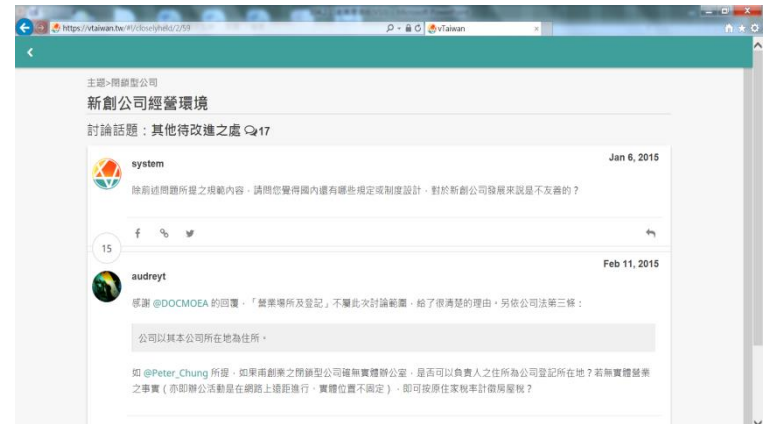 https://vtaiwan.tw/#!/closelyheld/2/59
vTaiwan
主題>閉鎖型公司
新創公司經營環境
討論話題：其他待改進之處 17
system
Jan 6, 2015
除前述問題所提之規範內容，請問您覺得國內還有哪些規定或制度設計，對於新創公司發展來說是不友善的？
15
Feb 11, 2015
audreyt
感謝 @DOCMOEA 的回覆，「營業場所及登記」不屬此次討論範圍，給了很清楚的理由。另依公司法第三條：
公司以其本公司所在地為住所。
如 @Peter_Chung 所提，如果甫創業之閉鎖型公司確無實體辦公室，是否可以負責人之住所為公司登記所在地？若無實體營業
之事實（亦即辦公活動是在網路上遠距進行，實體位置不固定），即可按原住家稅率計徵房屋稅？